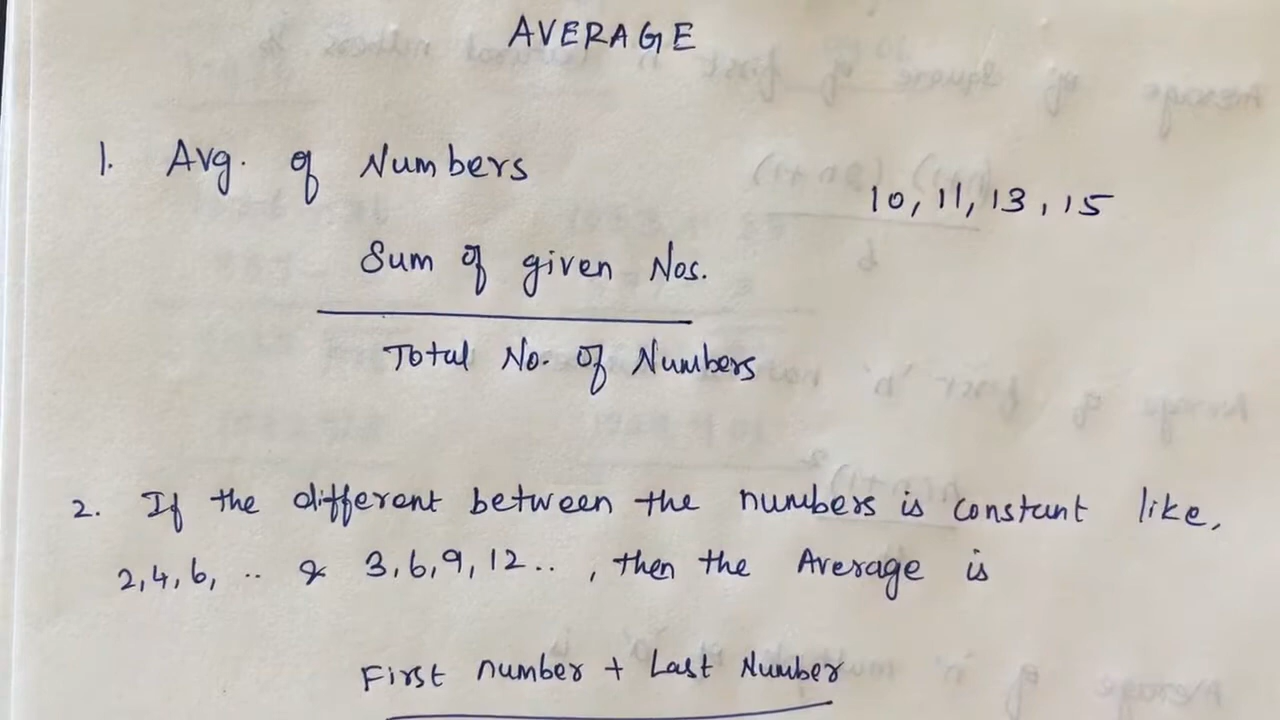 AVERAGE
1. Avg. of Numbers
10, 11, 13, 15
Sum of given Nos.
Total No. of Numbers
2. If the different between the numbers is constant like,
2,4,6, .. & 3,6,9,12.. , then the Average is
First number + Last Number